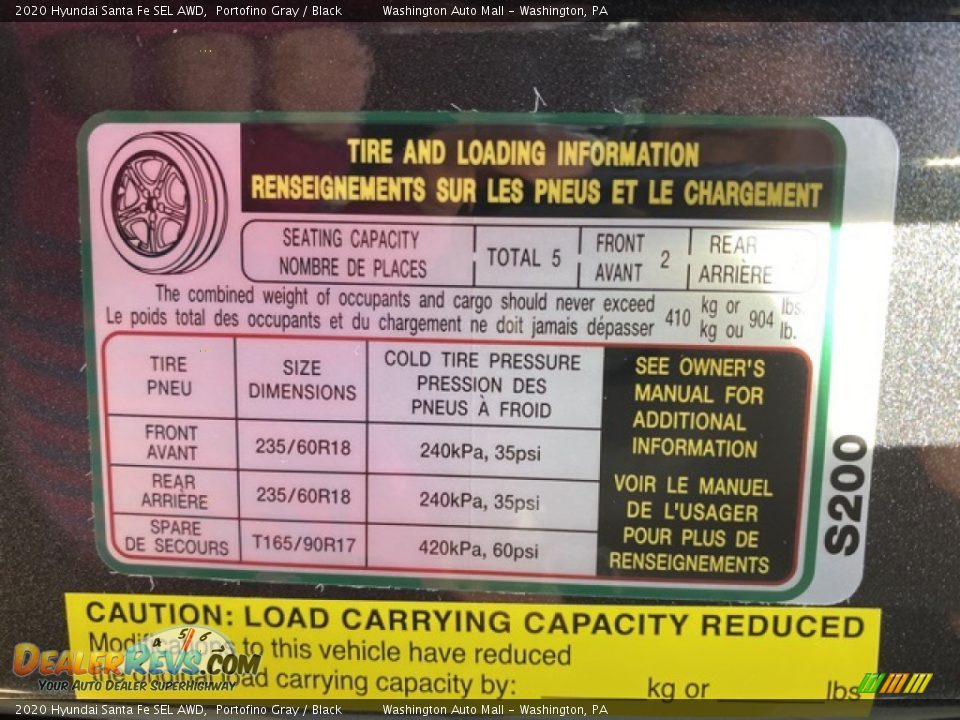 2020 Hyundai Santa Fe SEL AWD,  Portofino Gray / Black        Washington Auto Mall - Washington, PA
TIRE AND LOADING INFORMATION
RENSEIGNEMENTS SUR LES PNEUS ET LE CHARGEMENT
SEATING CAPACITY
NOMBRE DE PLACES
TOTAL 5
FRONT
AVANT
2
REAR
ARRIÈRE
The combined weight of occupants and cargo should never exceed
Le poids total des occupants et du chargement ne doit jamais dépasser
410
kg or
kg ou
904
lbs.
lb.
TIRE
PNEU
SIZE
DIMENSIONS
COLD TIRE PRESSURE
PRESSION DES
PNEUS À FROID
FRONT
AVANT
235/60R18
240kPa, 35psi
REAR
ARRIÈRE
235/60R18
240kPa, 35psi
SPARE
DE SECOURS
T165/90R17
420kPa, 60psi
SEE OWNER'S
MANUAL FOR
ADDITIONAL
INFORMATION
VOIR LE MANUEL
DE L'USAGER
POUR PLUS DE
RENSEIGNEMENTS
S200
CAUTION: LOAD CARRYING CAPACITY REDUCED
Modifications to this vehicle have reduced
the original load carrying capacity by:
kg or
lbs
4 5 6
DEALERREVS.COM
YOUR AUTO DEALER SUPERHIGHWAY
2020 Hyundai Santa Fe SEL AWD,  Portofino Gray / Black        Washington Auto Mall - Washington, PA